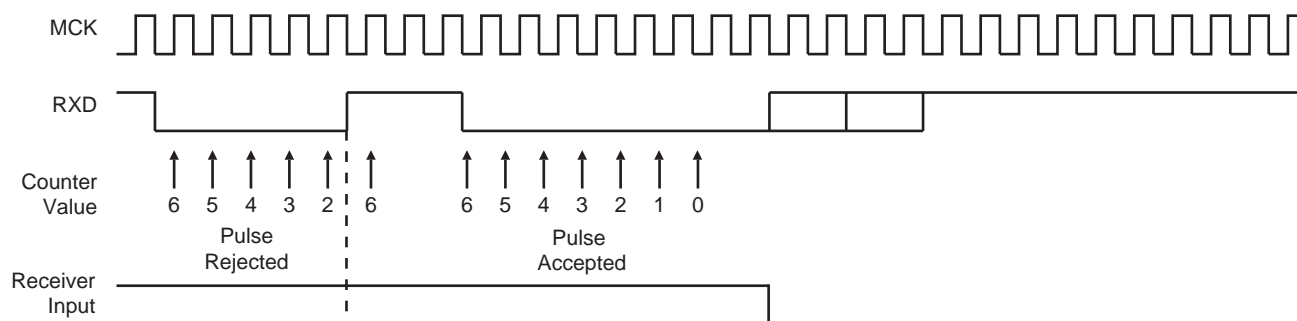 MCK
RXD
Counter
Value
6 5 4 3 2 6 6 5 4 3 2 1 0
Pulse
Rejected
Pulse
Accepted
Receiver
Input